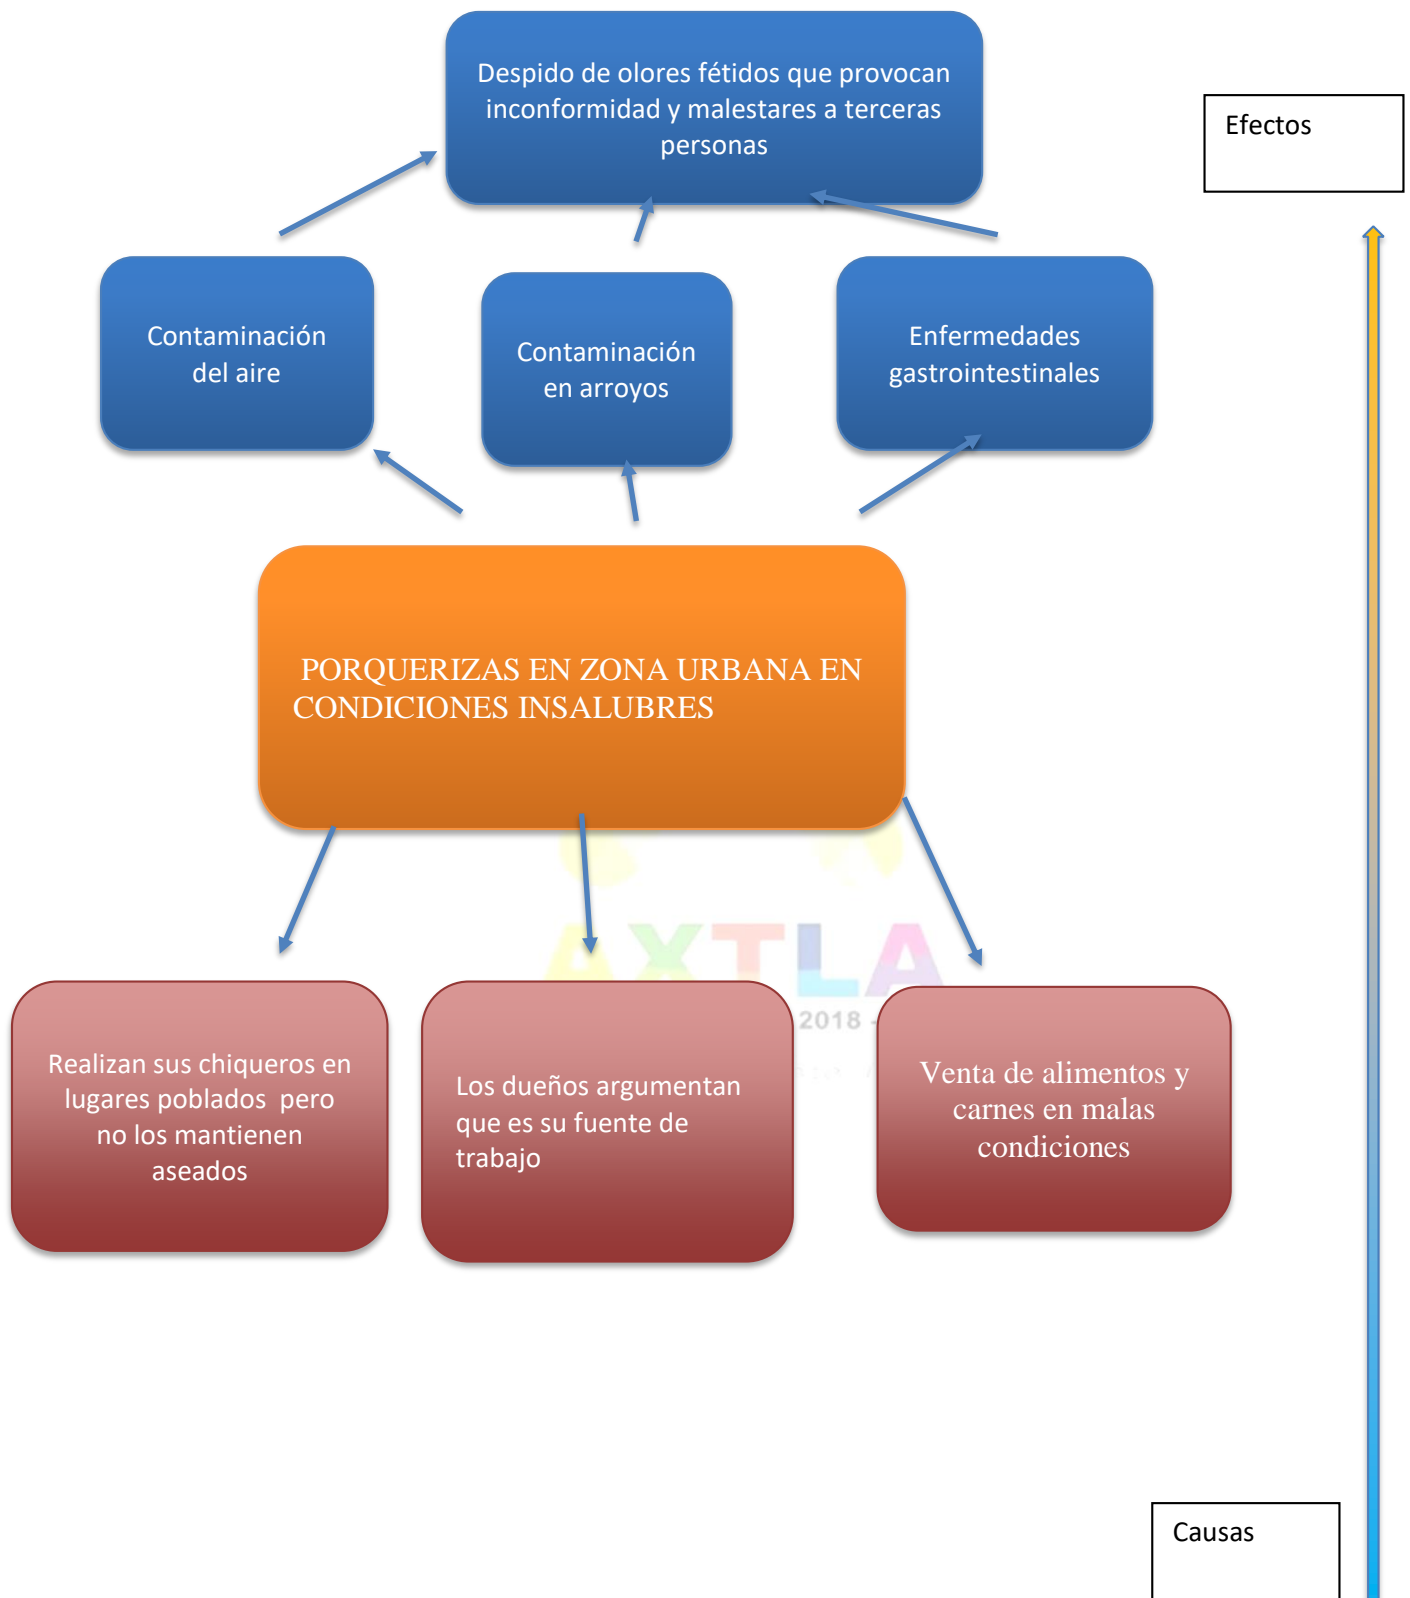 Despido de olores fétidos que provocan
inconformidad y malestares a terceras
personas
Efectos
Contaminación
del aire
Contaminación
en arroyos
Enfermedades
gastrointestinales
PORQUERIZAS EN ZONA URBANA EN
CONDICIONES INSALUBRES
AXTLA
2018 -
Realizan sus chiqueros en
lugares poblados  pero
no los mantienen
aseados
Los dueños argumentan
que es su fuente de
trabajo
Venta de alimentos y
carnes en malas
condiciones
Causas